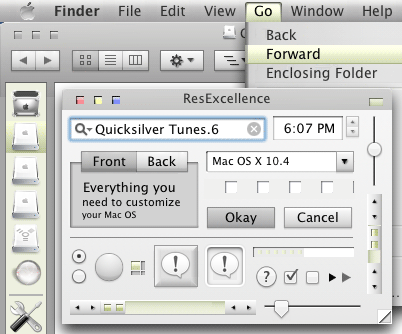 Finder File Edit View Go Window Help
Back
Forward
Enclosing Folder
ResExcellence
Quicksilver Tunes.6
6:07 PM
Front Back
Mac OS X 10.4
Everything you
need to customize
your Mac OS
Okay Cancel
?